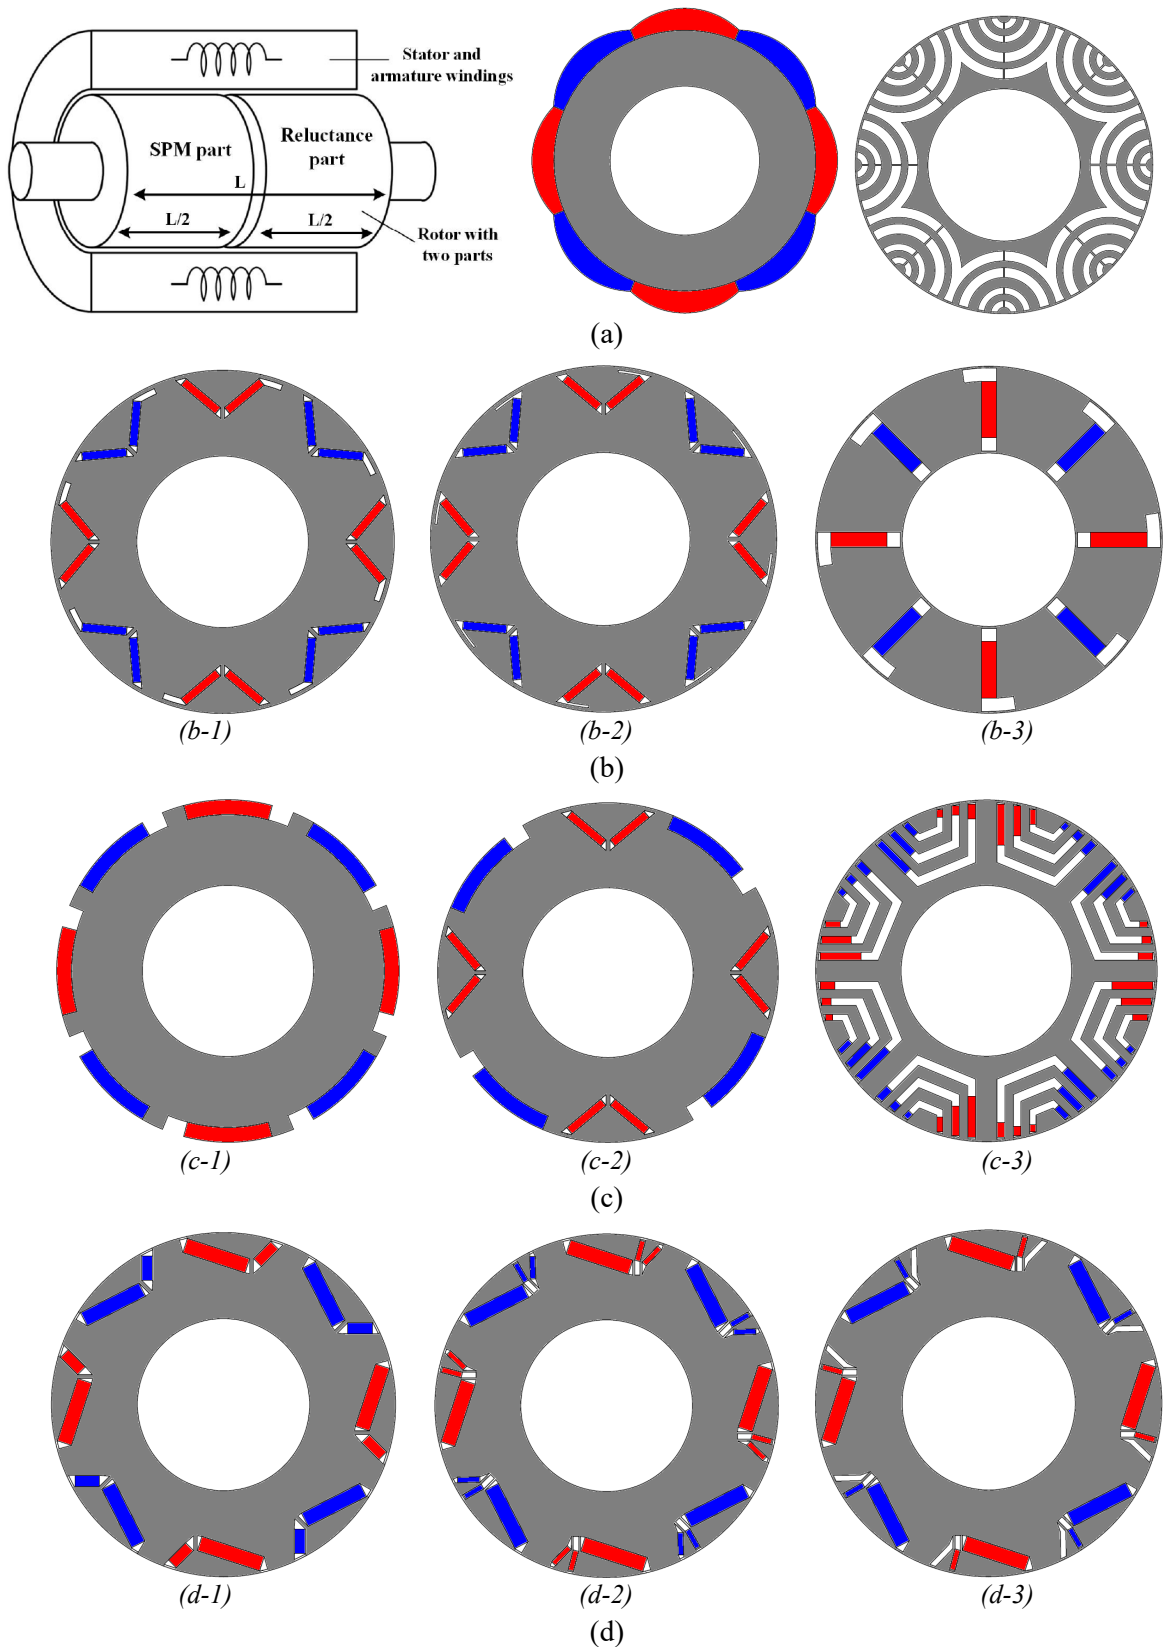 Stator and
armature windings
SPM part
Reluctance
part
L
L/2
L/2
Rotor with
two parts
(a)
(b-1)
(b-2)
(b-3)
(b)
(c-1)
(c-2)
(c-3)
(c)
(d-1)
(d-2)
(d-3)
(d)